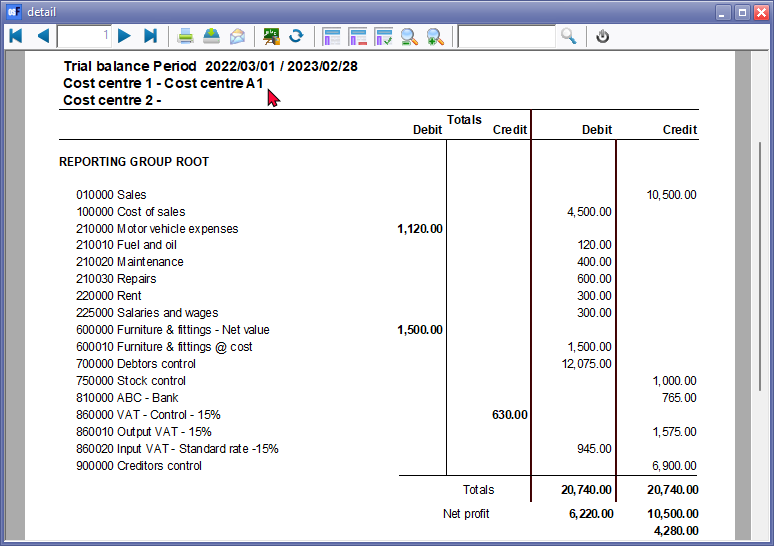 detail
1
Trial balance Period 2022/03/01 / 2023/02/28
Cost centre 1 - Cost centre A1
Cost centre 2 -
Totals
Debit Credit Debit Credit
REPORTING GROUP ROOT
010000 Sales 10,500.00
100000 Cost of sales 4,500.00
210000 Motor vehicle expenses 1,120.00
210010 Fuel and oil 120.00
210020 Maintenance 400.00
210030 Repairs 600.00
220000 Rent 300.00
225000 Salaries and wages 300.00
600000 Furniture & fittings - Net value 1,500.00
600010 Furniture & fittings @ cost 1,500.00
700000 Debtors control 12,075.00
750000 Stock control 1,000.00
810000 ABC - Bank 765.00
860000 VAT - Control - 15% 630.00
860010 Output VAT - 15% 1,575.00
860020 Input VAT - Standard rate -15% 945.00
900000 Creditors control 6,900.00
Totals 20,740.00 20,740.00
Net profit 6,220.00 10,500.00
4,280.00